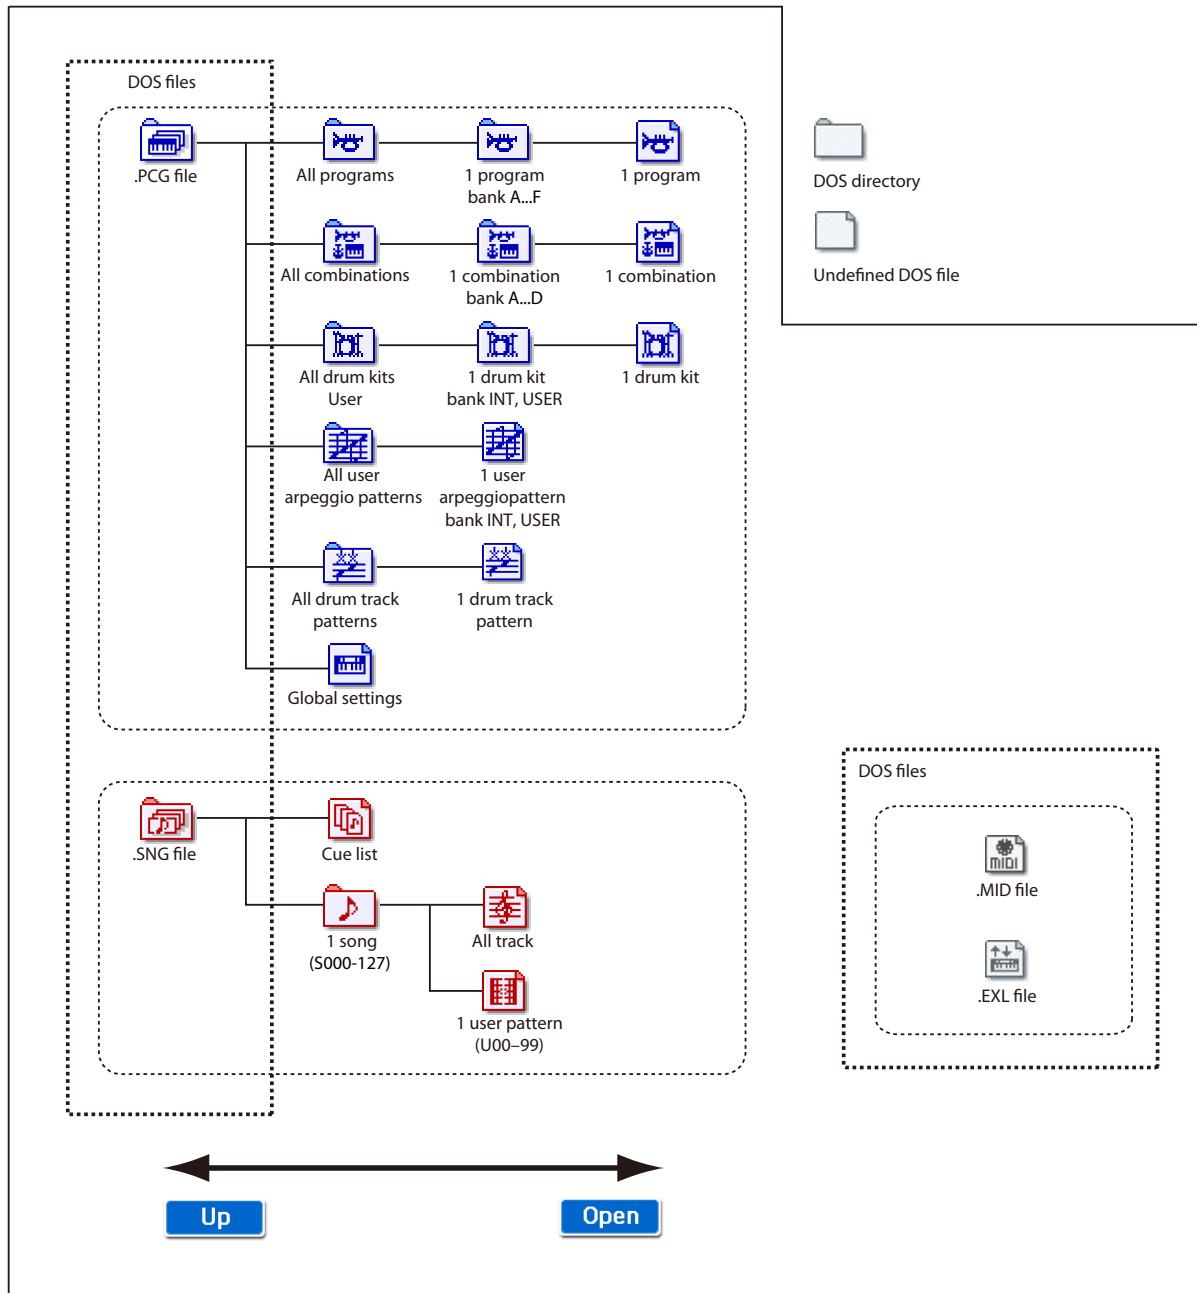 DOS files
.PCG file
All programs
1 program
bank A...F
1 program
All combinations
1 combination
bank A...D
1 combination
All drum kits
User
1 drum kit
bank INT, USER
1 drum kit
All user
arpeggio patterns
1 user
arpeggiopattern
bank INT, USER
All drum track
patterns
1 drum track
pattern
Global settings
DOS directory
Undefined DOS file
.SNG file
Cue list
1 song
(S000-127)
All track
1 user pattern
(U00–99)
DOS files
MIDI
.MID file
.EXL file
Up
Open